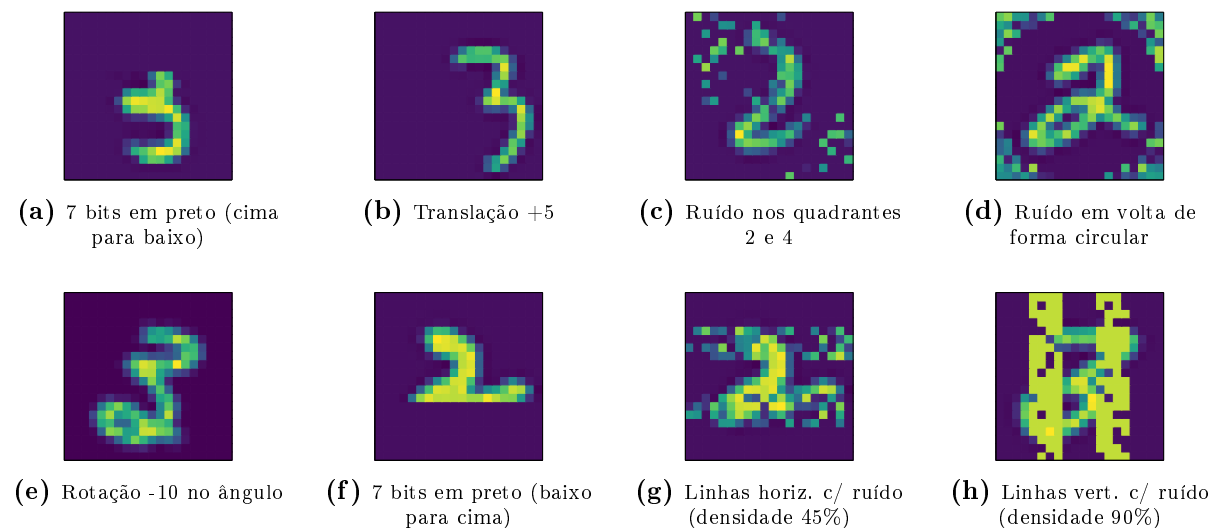 (a) 7 bits em preto (cima
para baixo)
(b) Translação +5
(c) Ruído nos quadrantes
2 e 4
(d) Ruído em volta de
forma circular
(e) Rotação -10 no ângulo
(f) 7 bits em preto (baixo
para cima)
(g) Linhas horiz. c/ ruído
(densidade 45%)
(h) Linhas vert. c/ ruído
(densidade 90%)